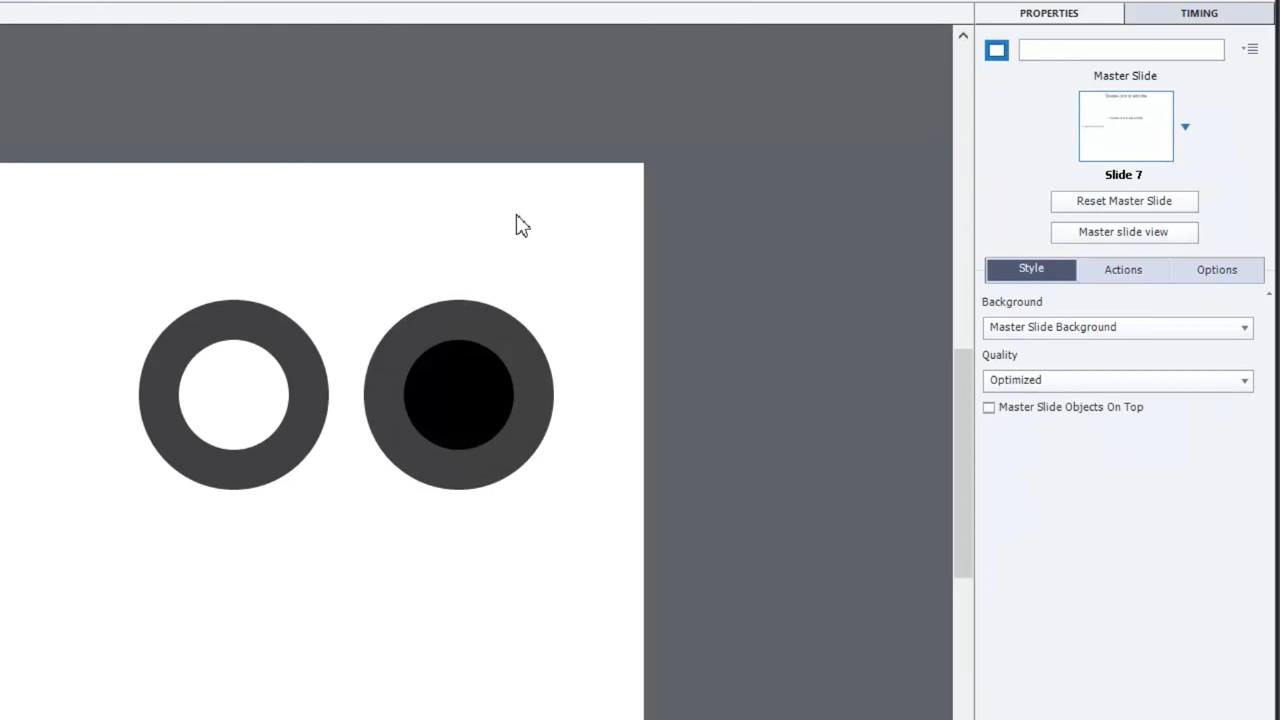 PROPERTIES
TIMING
Master Slide
Slide 7
Reset Master Slide
Master slide view
Style
Actions
Options
Background
Master Slide Background
Quality
Optimized
Master Slide Objects On Top